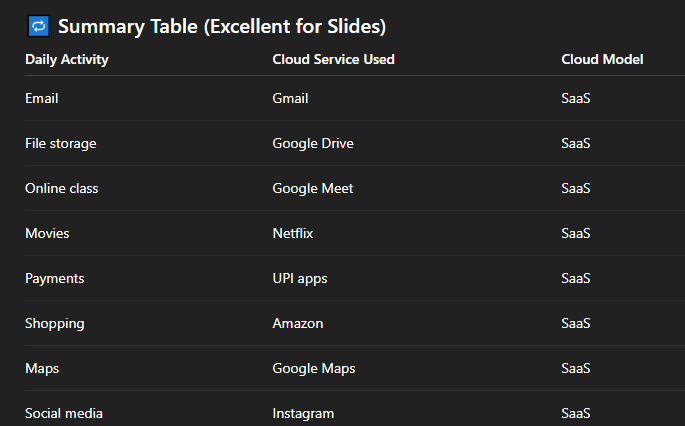 🔁 Summary Table (Excellent for Slides)
Daily Activity Cloud Service Used Cloud Model
Email Gmail SaaS
File storage Google Drive SaaS
Online class Google Meet SaaS
Movies Netflix SaaS
Payments UPI apps SaaS
Shopping Amazon SaaS
Maps Google Maps SaaS
Social media Instagram SaaS